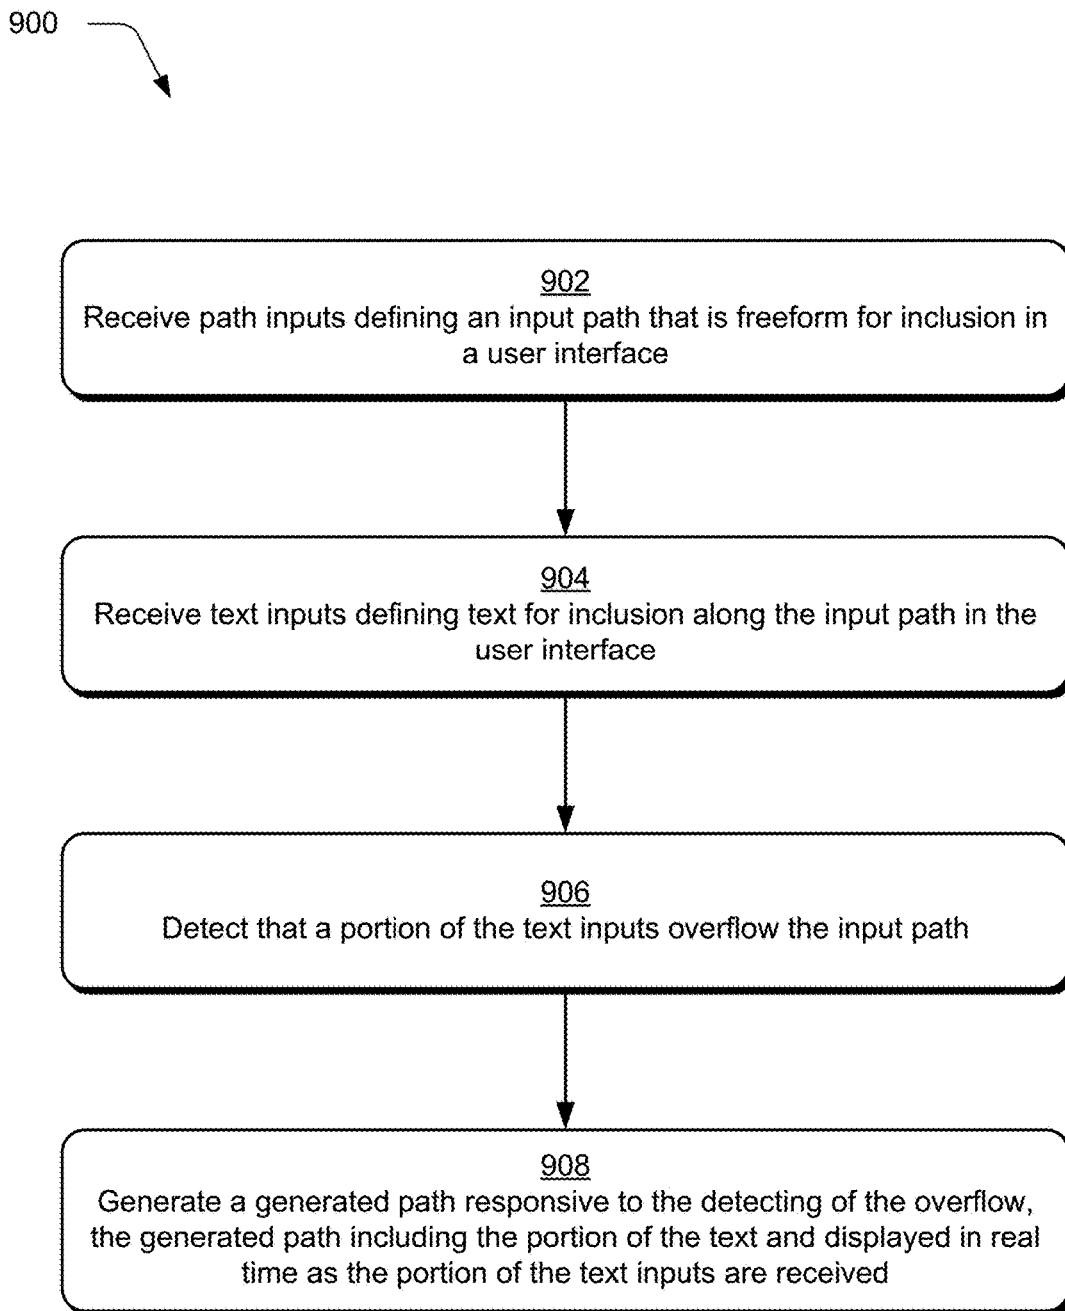 900
902
Receive path inputs defining an input path that is freeform for inclusion in
a user interface
904
Receive text inputs defining text for inclusion along the input path in the
user interface
906
Detect that a portion of the text inputs overflow the input path
908
Generate a generated path responsive to the detecting of the overflow,
the generated path including the portion of the text and displayed in real
time as the portion of the text inputs are received